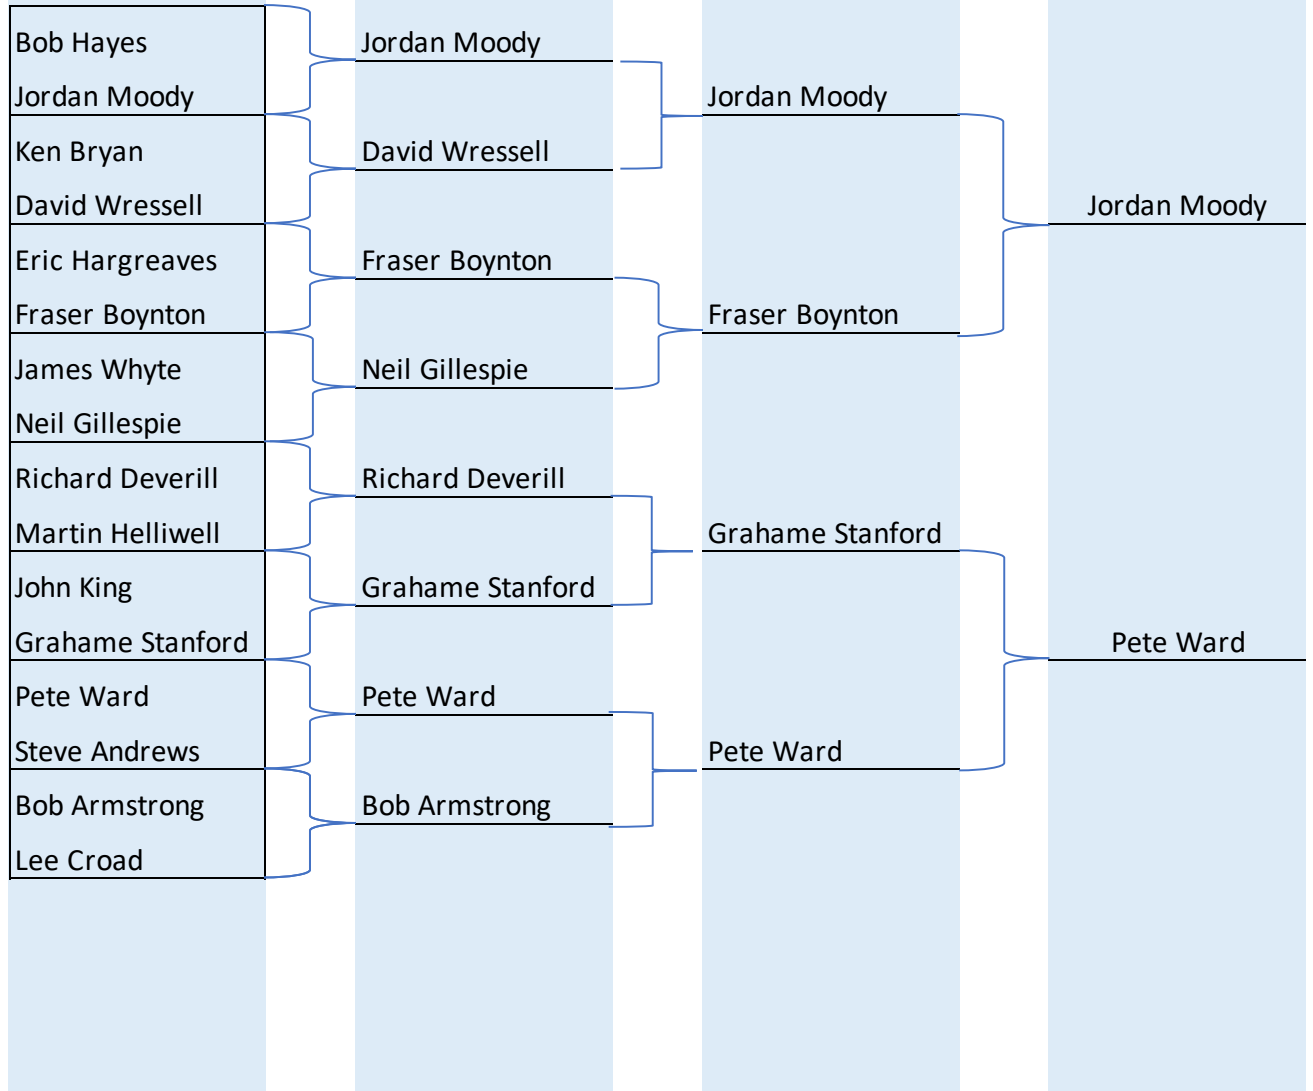 Bob Hayes
Jordan Moody
Ken Bryan
David Wressell
Eric Hargreaves
Fraser Boynton
James Whyte
Neil Gillespie
Richard Deverill
Martin Helliwell
John King
Grahame Stanford
Pete Ward
Steve Andrews
Bob Armstrong
Lee Croad
Jordan Moody
David Wressell
Fraser Boynton
Neil Gillespie
Richard Deverill
Grahame Stanford
Pete Ward
Bob Armstrong
Jordan Moody
Fraser Boynton
Grahame Stanford
Pete Ward
Jordan Moody
Pete Ward